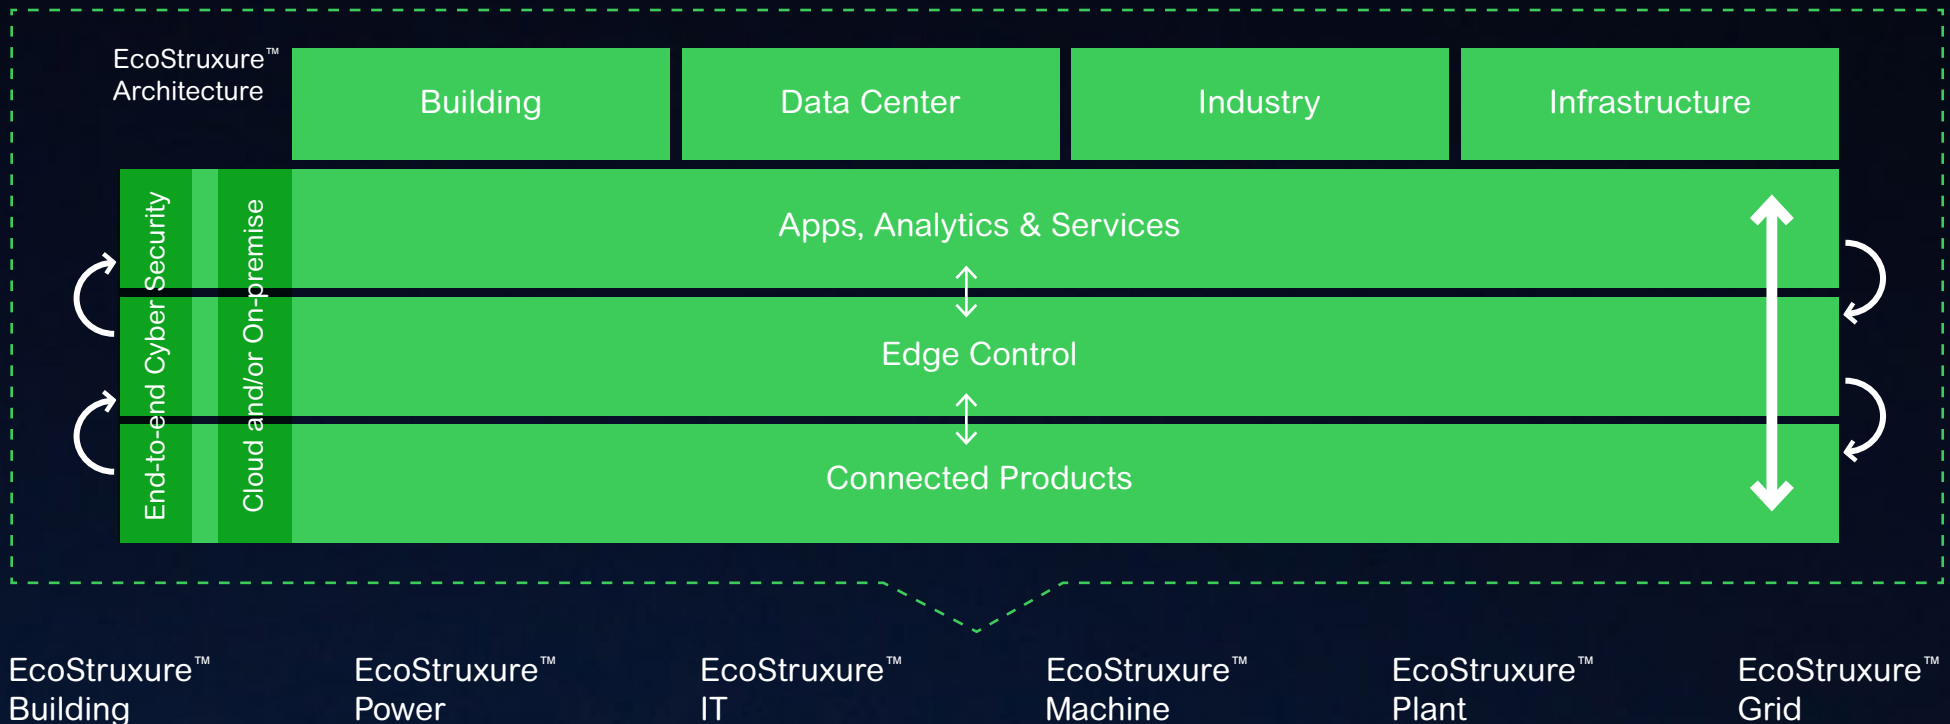 EcoStruxure™
Architecture
Building
Data Center
Industry
Infrastructure
End-to-end Cyber Security
Cloud and/or On-premise
Apps, Analytics & Services
Edge Control
Connected Products
EcoStruxure™
Building
EcoStruxure™
Power
EcoStruxure™
IT
EcoStruxure™
Machine
EcoStruxure™
Plant
EcoStruxure™
Grid